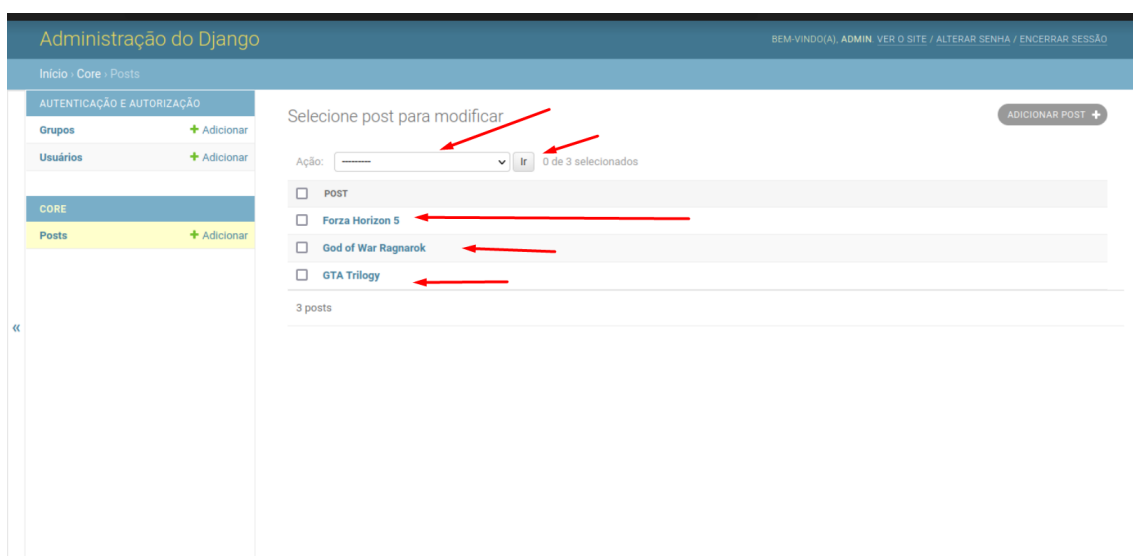 Administração do Django
BEM-VINDO(A), ADMIN. VER O SITE / ALTERAR SENHA / ENCERRAR SESSÃO
Início › Core › Posts
AUTENTICAÇÃO E AUTORIZAÇÃO
Grupos + Adicionar
Usuários + Adicionar
CORE
Posts + Adicionar
«
Selecione post para modificar
ADICIONAR POST +
Ação: --------- Ir 0 de 3 selecionados
POST
Forza Horizon 5
God of War Ragnarok
GTA Trilogy
3 posts